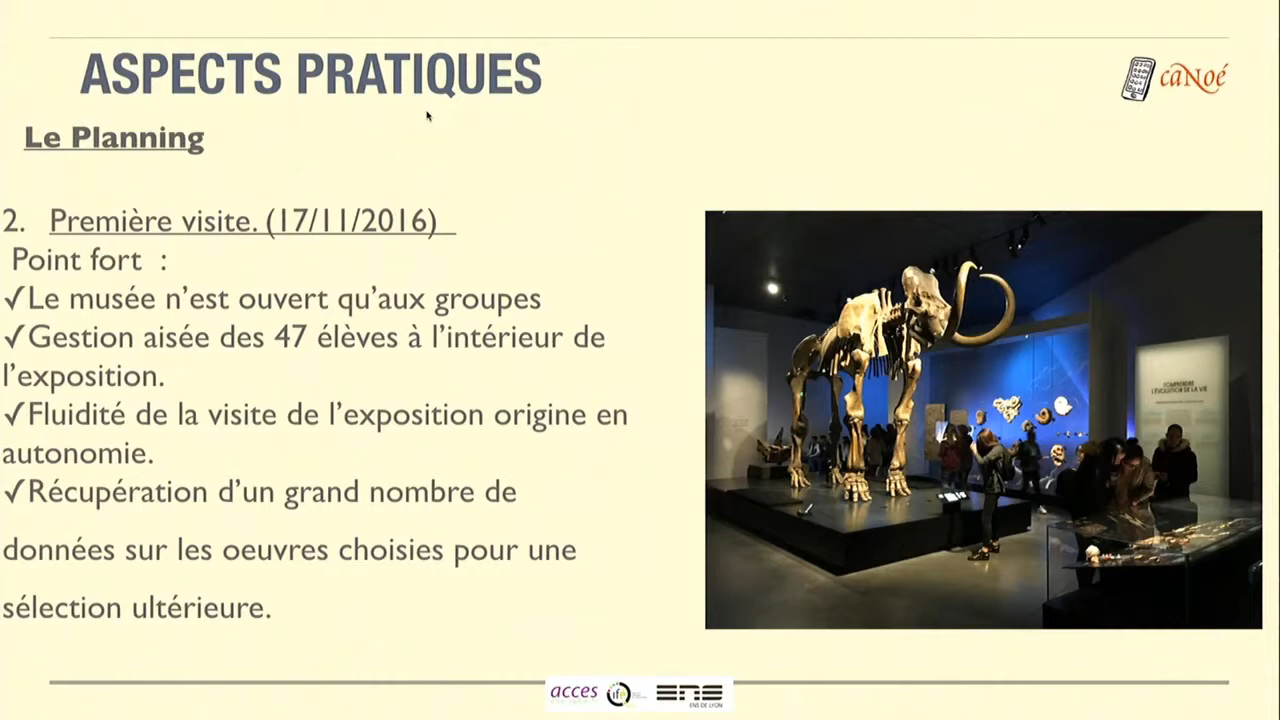 ASPECTS PRATIQUES
caNoé
Le Planning
2. Première visite. (17/11/2016)
Point fort :
✓Le musée n'est ouvert qu'aux groupes
✓Gestion aisée des 47 élèves à l'intérieur de
l'exposition.
✓Fluidité de la visite de l'exposition origine en
autonomie.
✓Récupération d'un grand nombre de
données sur les oeuvres choisies pour une
sélection ultérieure.
COMPRENDRE
L'ÉVOLUTION DE LA VIE
acces
ifé
ENS
ENS DE LYON